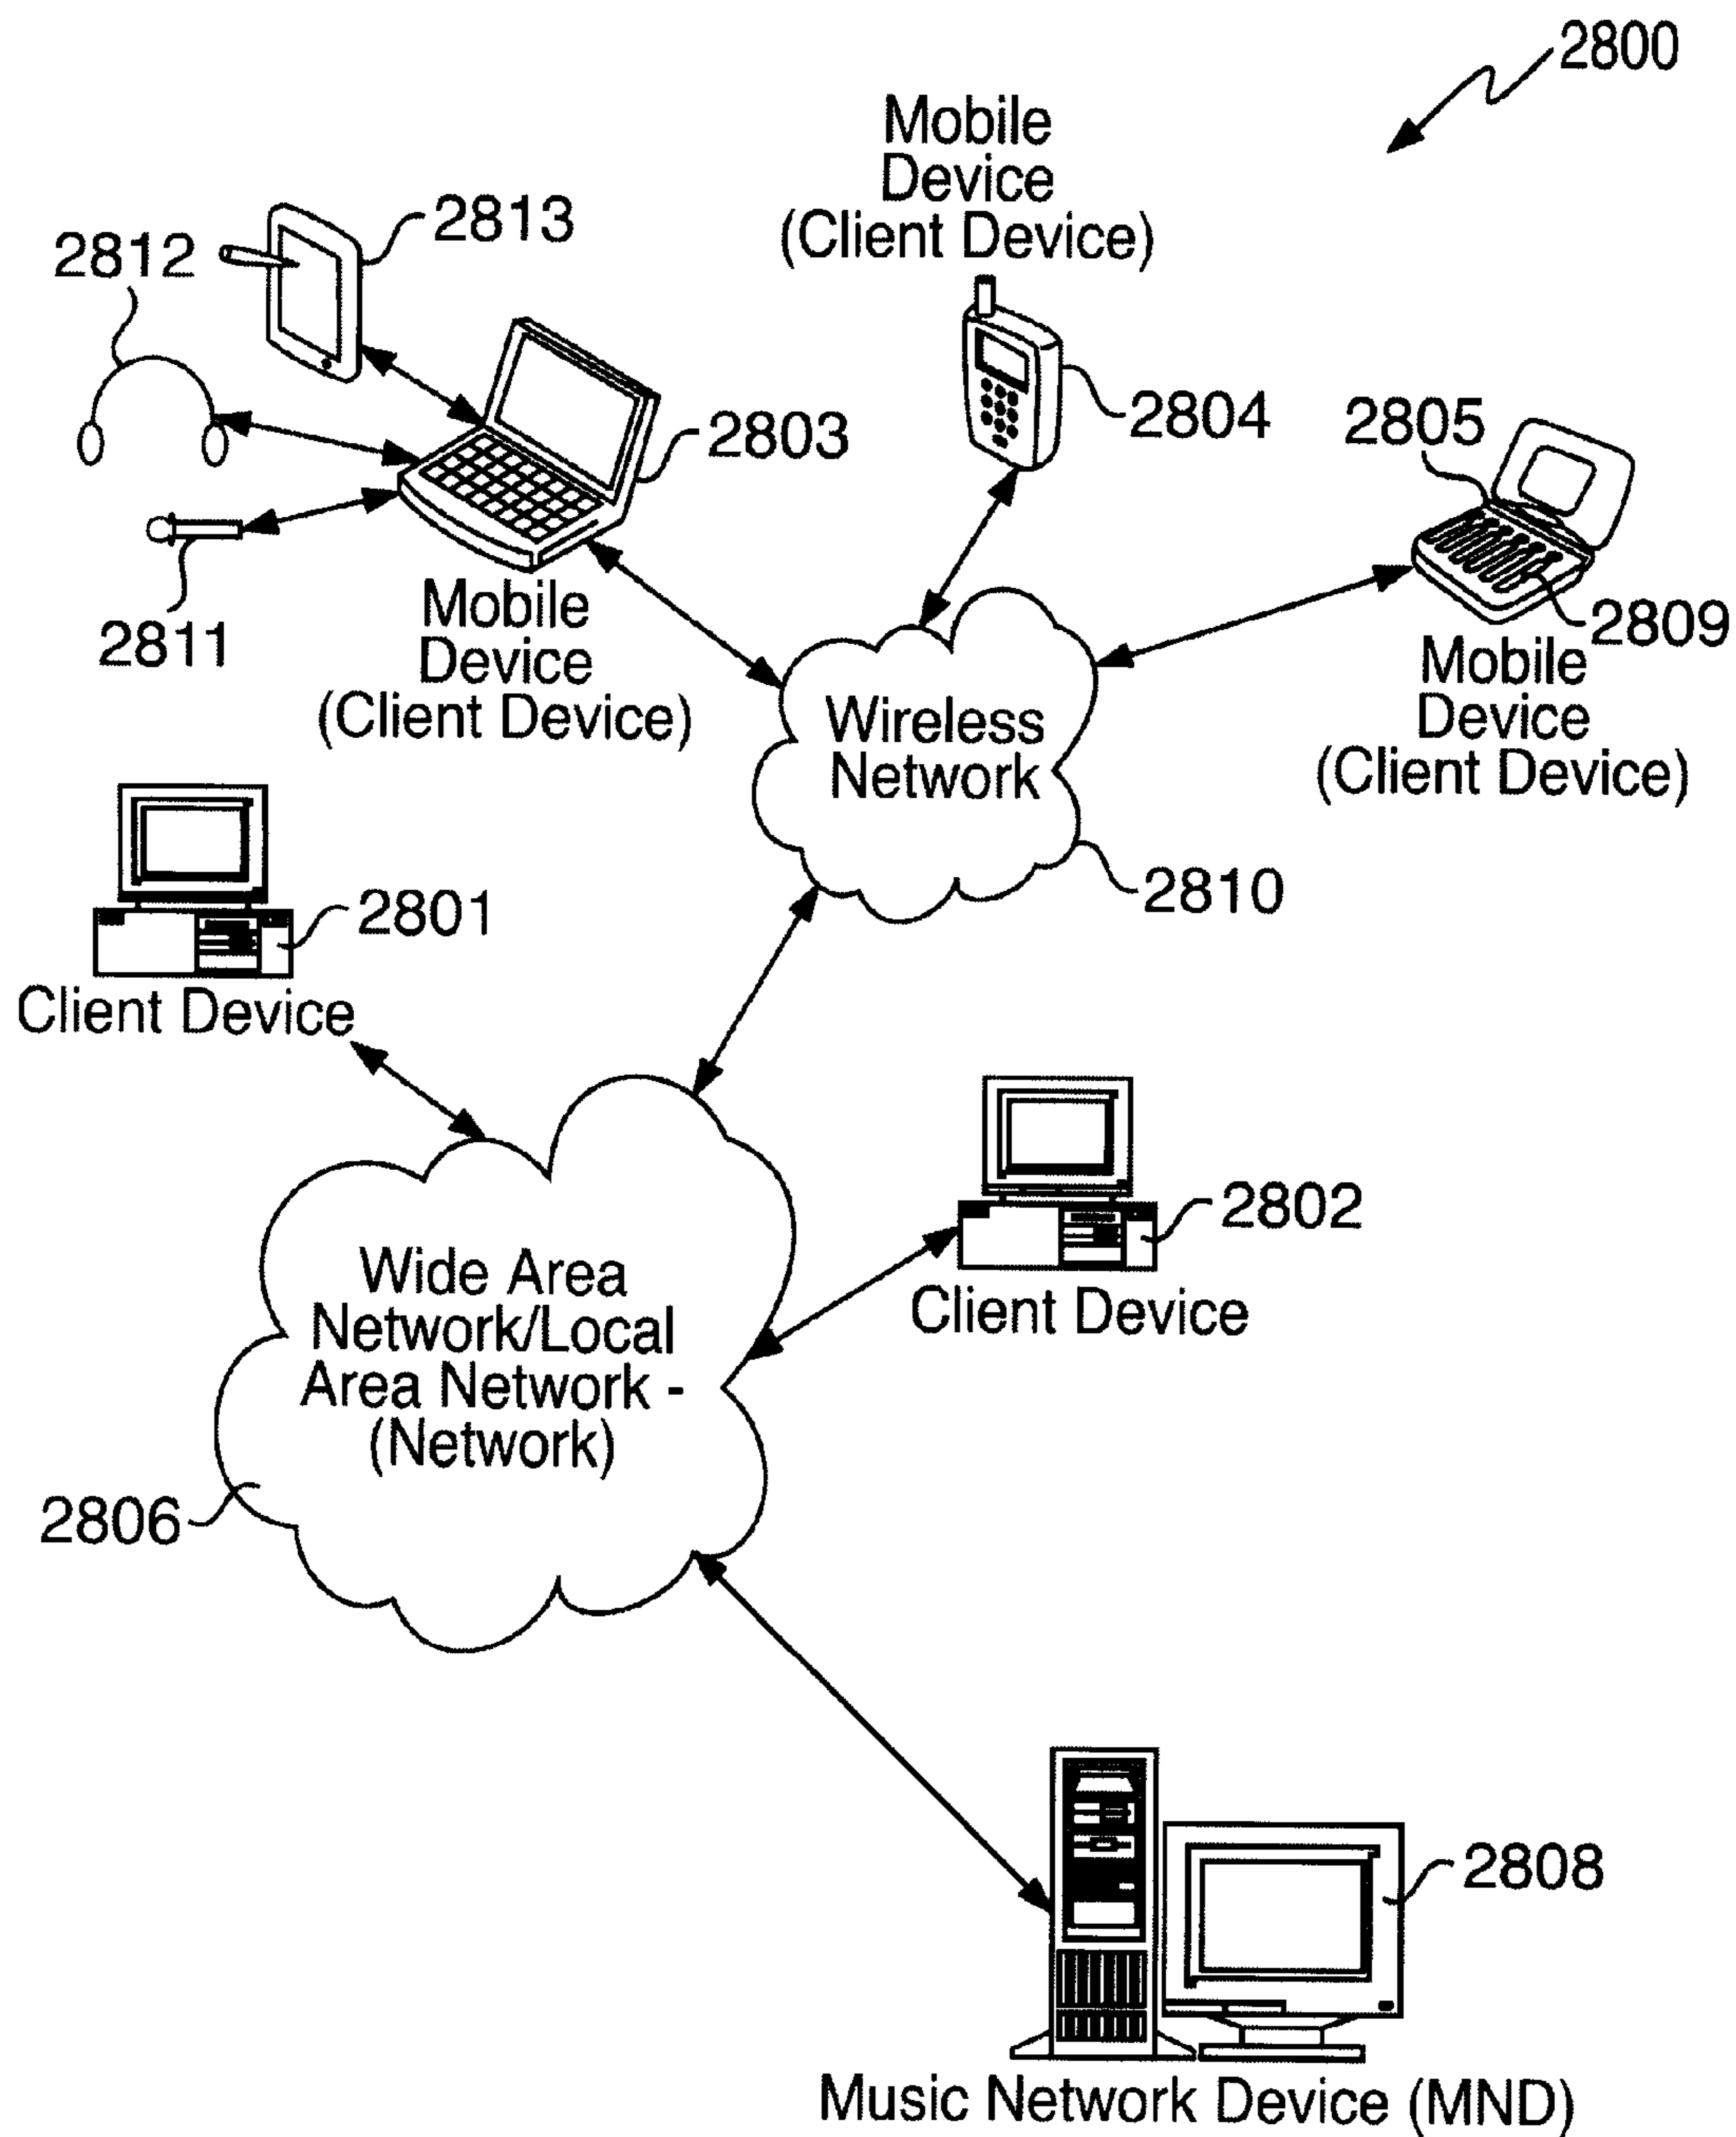 2800
Mobile
Device
(Client Device)
2813
2812
2804
2803
2805
2811
2809
Mobile
Device
(Client Device)
Mobile
Device
(Client Device)
Wireless
Network
2810
2801
Client Device
2802
Client Device
Wide Area
Network/Local
Area Network -
(Network)
2806
2808
Music Network Device (MND)